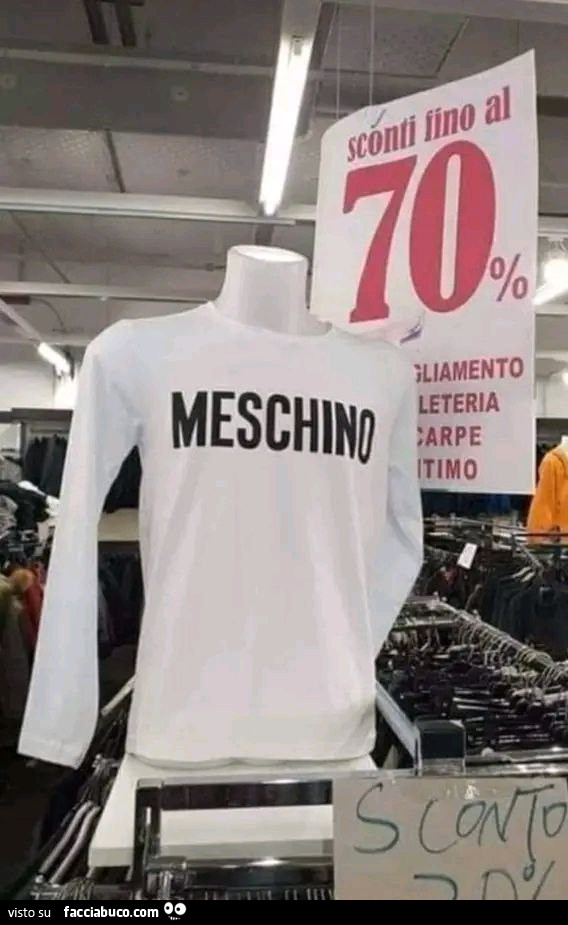 sconti fino al
70%
GLIAMENTO
LETERIA
CARPE
TIMO
MESCHINO
SCONTO
visto su facciabuco.com